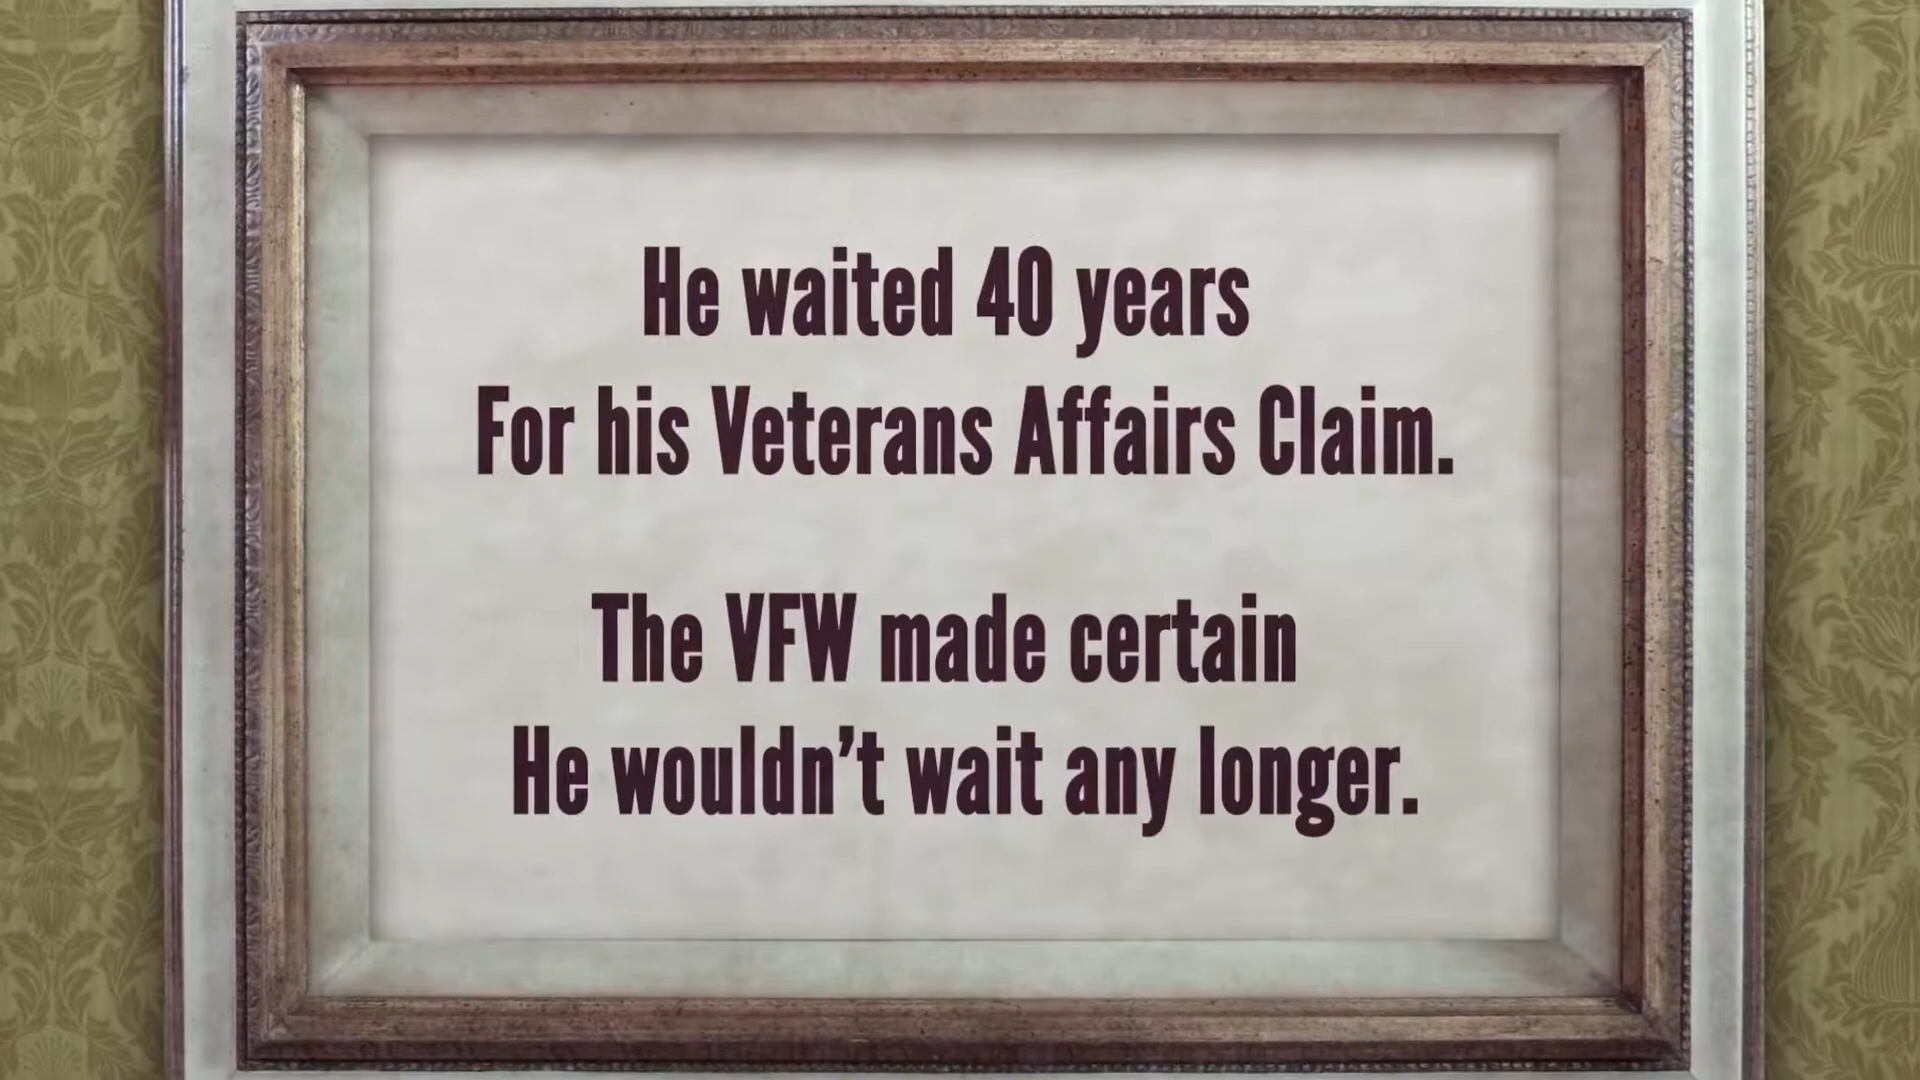 He waited 40 years
For his Veterans Affairs Claim.
The VFW made certain
He wouldn’t wait any longer.